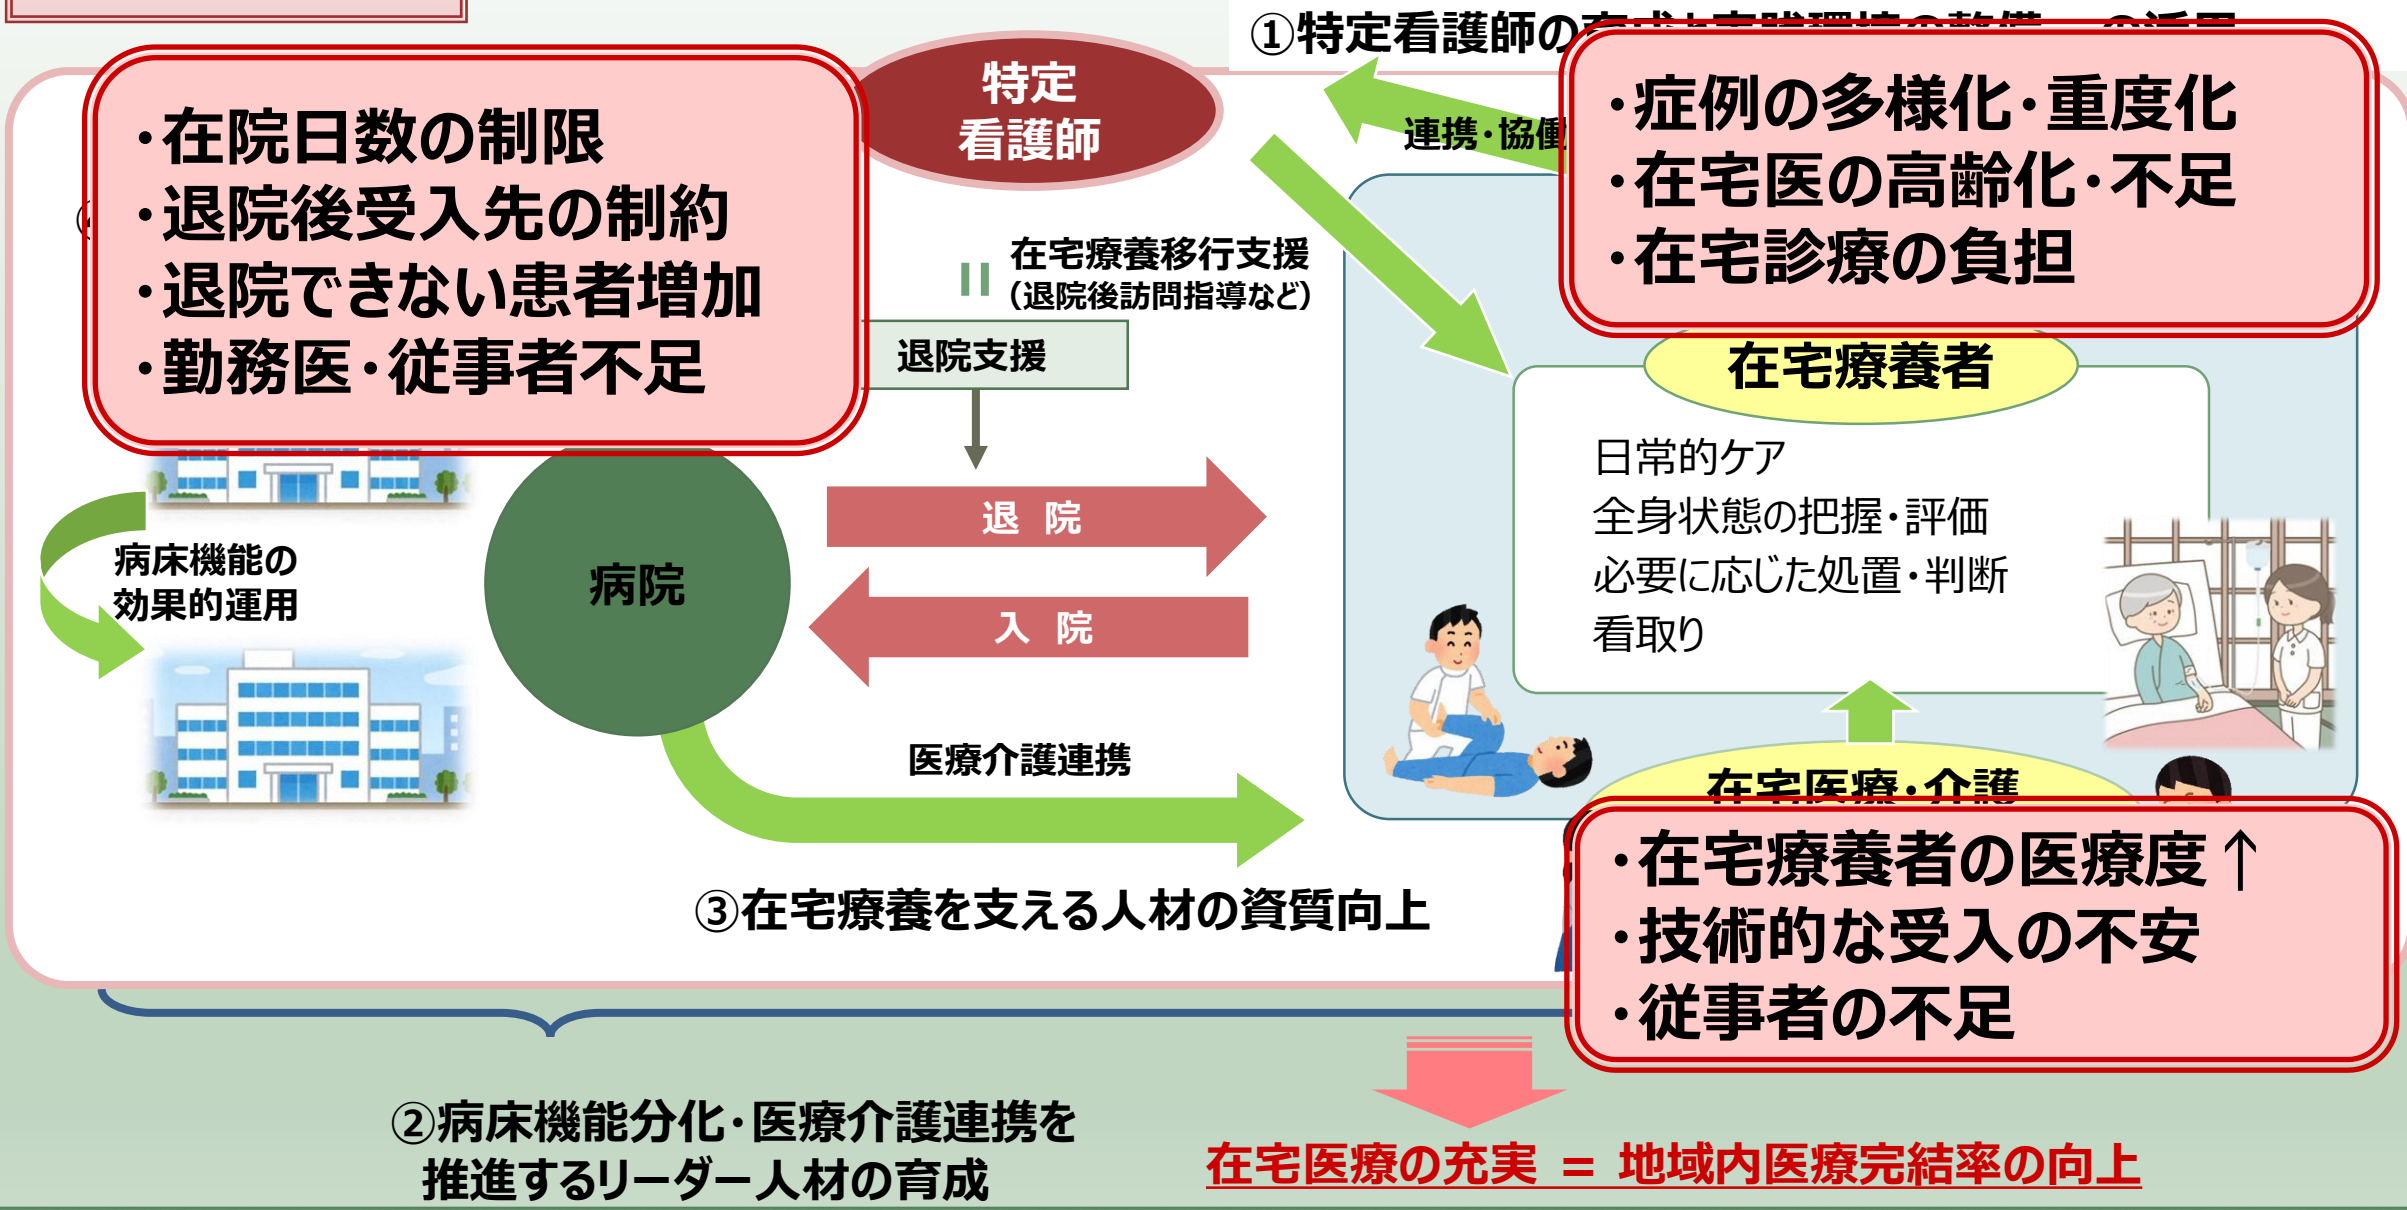 ①特定看護師の
特定
看護師
・在院日数の制限
・退院後受入先の制約
・退院できない患者増加
・勤務医・従事者不足
・症例の多様化・重度化
・在宅医の高齢化・不足
・在宅診療の負担
連携・協働
在宅療養移行支援
（退院後訪問指導など）
退院支援
在宅療養者
日常的ケア
全身状態の把握・評価
必要に応じた処置・判断
看取り
退 院
入 院
病院
病床機能の
効果的運用
医療介護連携
在宅医療・介護
・在宅療養者の医療度↑
・技術的な受入の不安
・従事者の不足
③在宅療養を支える人材の資質向上
②病床機能分化・医療介護連携を
推進するリーダー人材の育成
在宅医療の充実 = 地域内医療完結率の向上